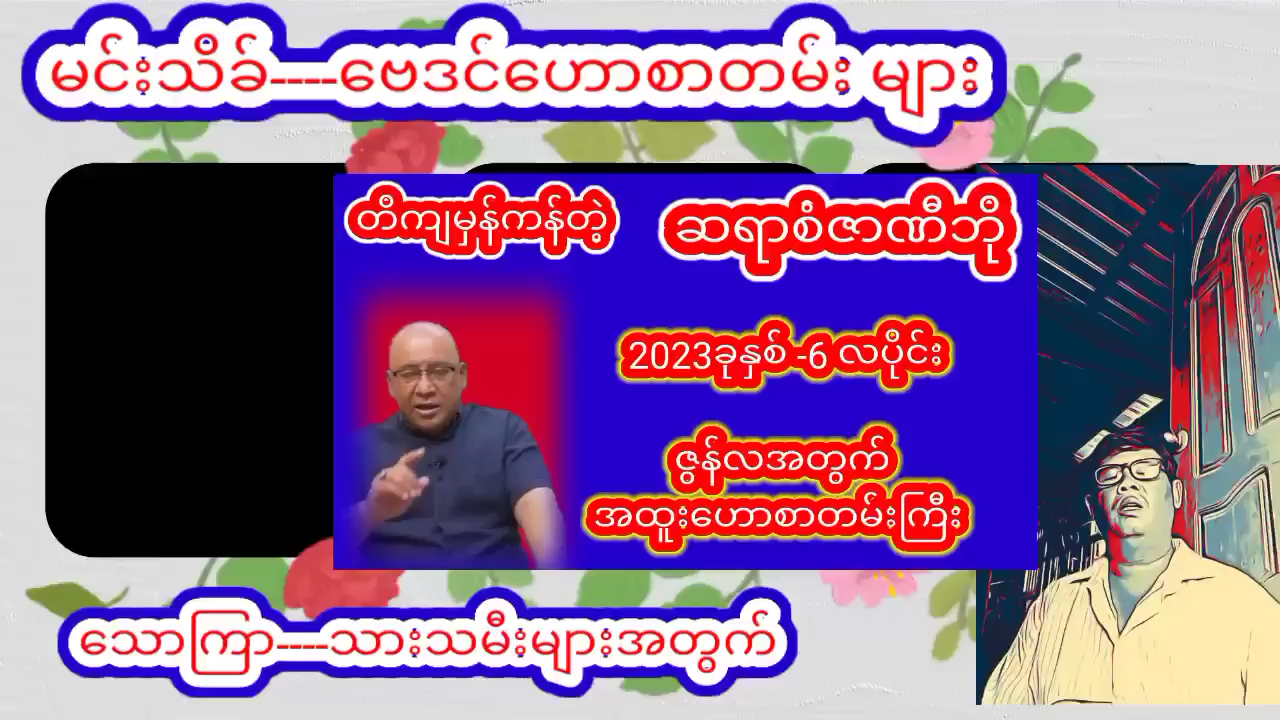 မင်းသိခ်----ဗေဒင်ဟောစာတမ်း များ
တိကျမှန်ကန်တဲ့ ဆရာစံဇာဏီဘို
2023ခုနှစ် -6 လပိုင်း
ဇွန်လအတွက်
အထူးဟောစာတမ်းကြီး
သောကြာ----သားသမီးများအတွက်